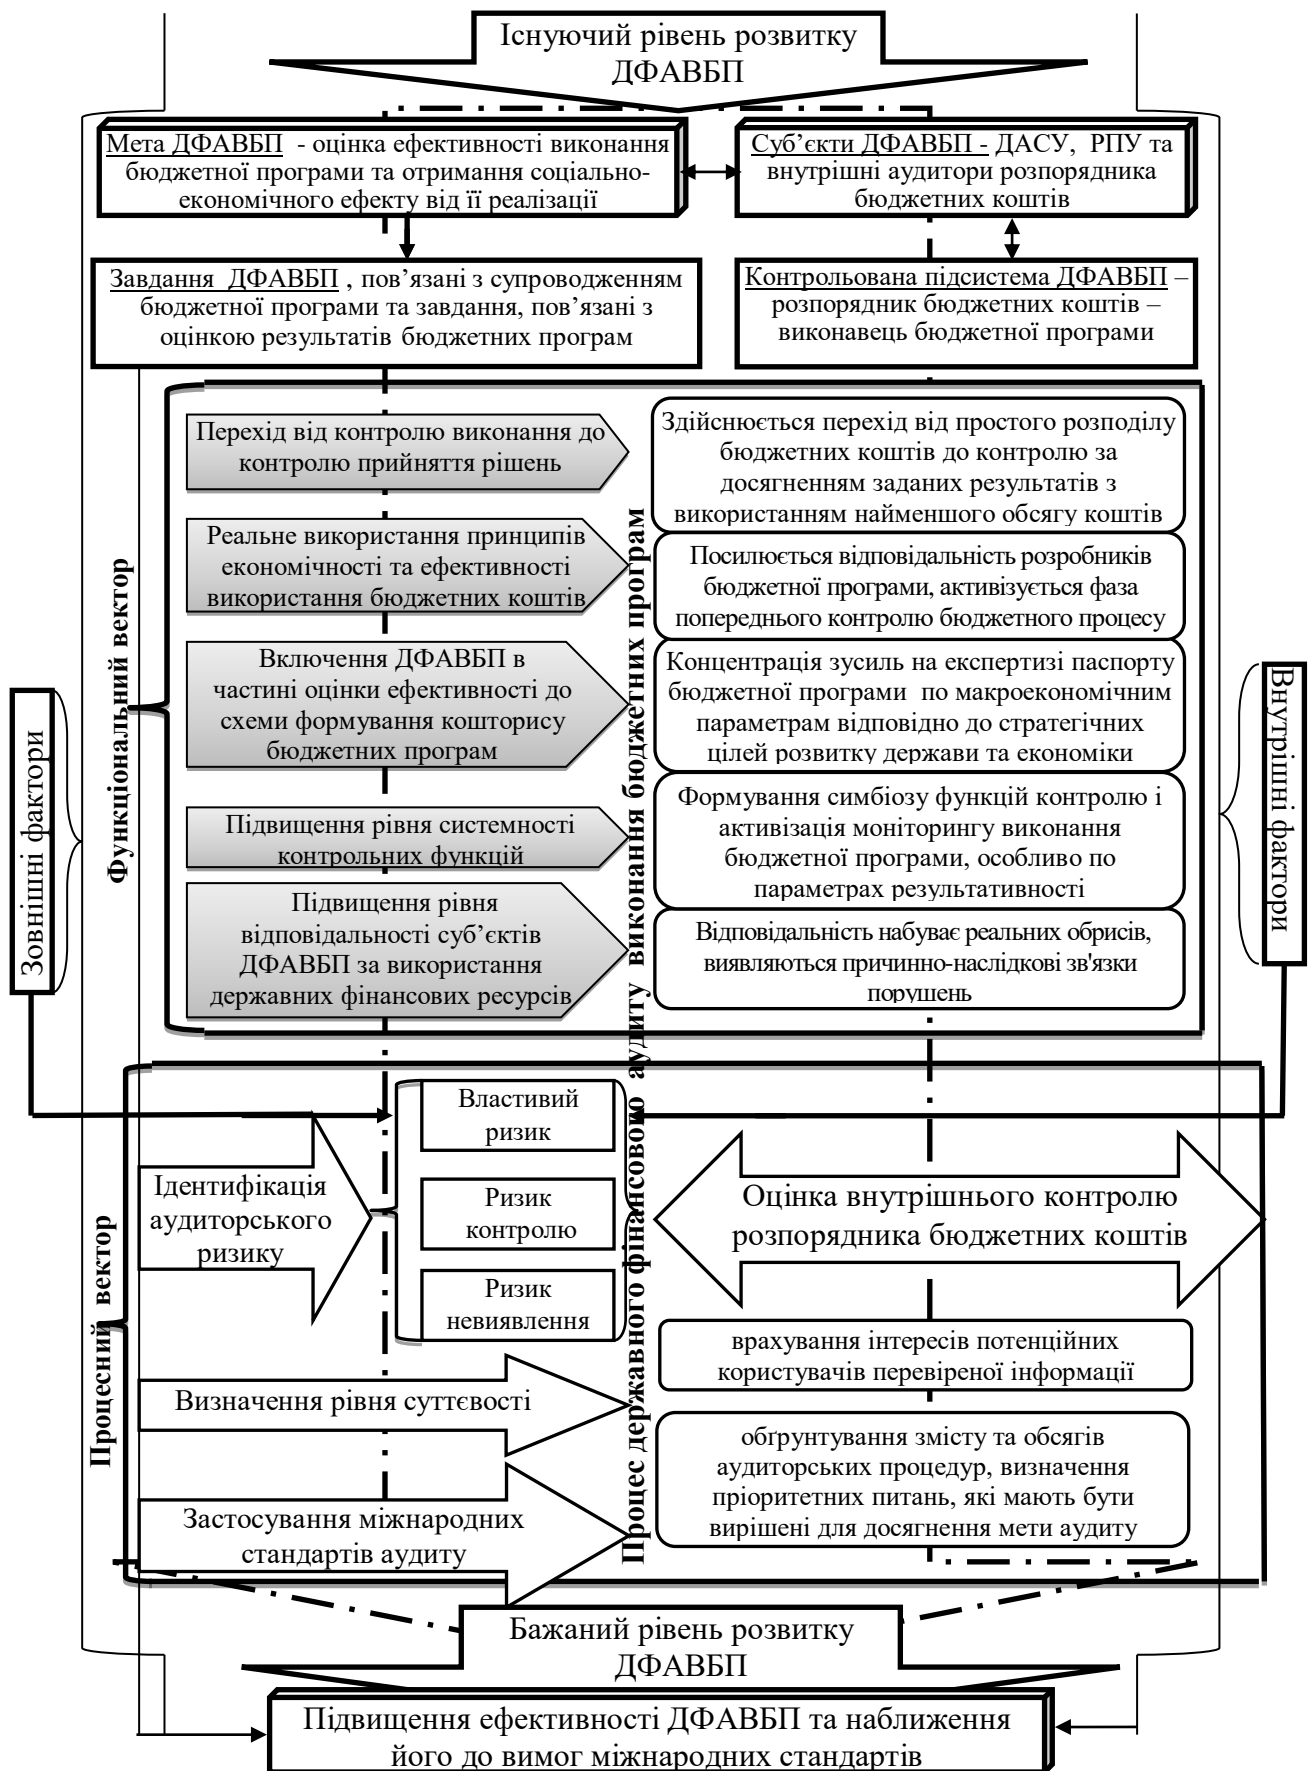 Існуючий рівень розвитку
ДФАВБП
Мета ДФАВБП - оцінка ефективності виконання
бюджетної програми та отримання соціально-
економічного ефекту від її реалізації
Суб’єкти ДФАВБП - ДАСУ, РПУ та
внутрішні аудитори розпорядника
бюджетних коштів
Завдання ДФАВБП , пов’язані з супроводженням
бюджетної програми та завдання, пов’язані з
оцінкою результатів бюджетних програм
Контрольована підсистема ДФАВБП –
розпорядник бюджетних коштів –
виконавець бюджетної програми
Зовнішні фактори
Функціональний вектор
Перехід від контролю виконання до
контролю прийняття рішень
Реальне використання принципів
економічності та ефективності
використання бюджетних коштів
Включення ДФАВБП в
частині оцінки ефективності до
схеми формування кошторису
бюджетних програм
Підвищення рівня системності
контрольних функцій
Підвищення рівня
відповідальності суб’єктів
ДФАВБП за використання
державних фінансових ресурсів
Процес державного фінансового аудиту виконання бюджетних програм
Здійснюється перехід від простого розподілу
бюджетних коштів до контролю за
досягненням заданих результатів з
використанням найменшого обсягу коштів
Посилюється відповідальність розробників
бюджетної програми, активізується фаза
попереднього контролю бюджетного процесу
Концентрація зусиль на експертизі паспорту
бюджетної програми по макроекономічним
параметрам відповідно до стратегічних
цілей розвитку держави та економіки
Формування симбіозу функцій контролю і
активізація моніторингу виконання
бюджетної програми, особливо по
параметрах результативності
Відповідальність набуває реальних обрисів,
виявляються причинно-наслідкові зв'язки
порушень
Внутрішні фактори
Процесний вектор
Ідентифікація
аудиторського
ризику
Властивий
ризик
Ризик
контролю
Ризик
невиявлення
Оцінка внутрішнього контролю
розпорядника бюджетних коштів
Визначення рівня суттєвості
врахування інтересів потенційних
користувачів перевіреної інформації
Застосування міжнародних
стандартів аудиту
обґрунтування змісту та обсягів
аудиторських процедур, визначення
пріоритетних питань, які мають бути
вирішені для досягнення мети аудиту
Бажаний рівень розвитку
ДФАВБП
Підвищення ефективності ДФАВБП та наближення
його до вимог міжнародних стандартів